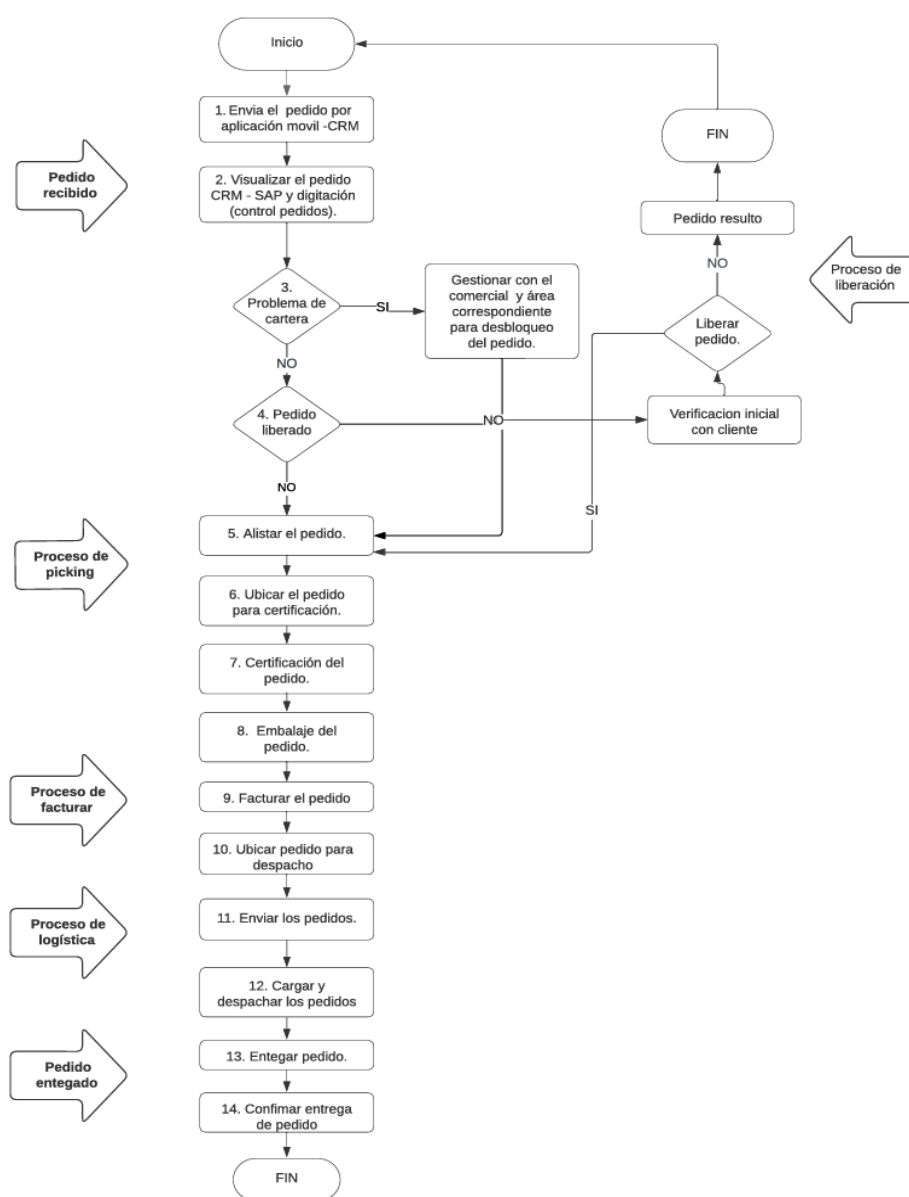 Inicio
1. Envia el pedido por
aplicación movil -CRM
FIN
Pedido
recibido
2. Visualizar el pedido
CRM - SAP y digitación
(control pedidos).
Pedido resulto
NO
Proceso de
liberación
3.
Problema de
cartera
SI
Gestionar con el
comercial y área
correspondiente
para desbloqueo
del pedido.
Liberar
pedido.
NO
4. Pedido
liberado
NO
Verificacion inicial
con cliente
NO
SI
Proceso de
picking
5. Alistar el pedido.
6. Ubicar el pedido
para certificación.
7. Certificación del
pedido.
8. Embalaje del
pedido.
Proceso de
facturar
9. Facturar el pedido
10. Ubicar pedido para
despacho
Proceso de
logística
11. Enviar los pedidos.
12. Cargar y
despachar los pedidos
Pedido
entegado
13. Entegar pedido.
14. Confimar entrega
de pedido
FIN